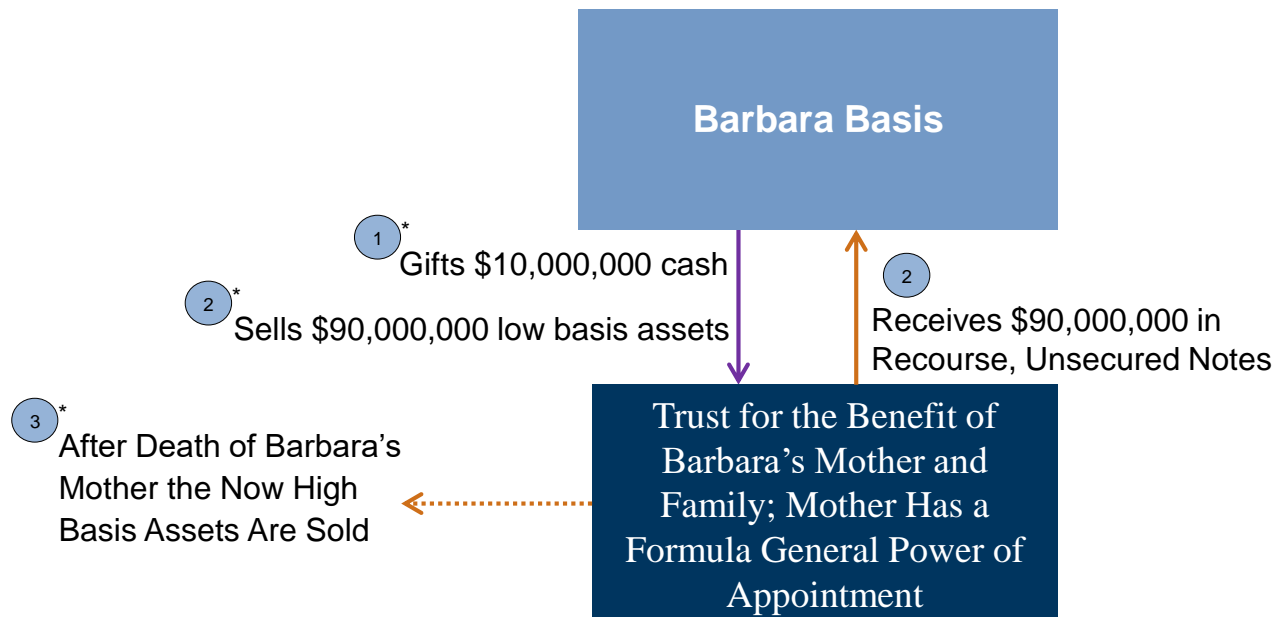 Barbara Basis
1 *
Gifts $10,000,000 cash
2 *
Sells $90,000,000 low basis assets
2
Receives $90,000,000 in
Recourse, Unsecured Notes
3 *
After Death of Barbara's
Mother the Now High
Basis Assets Are Sold
Trust for the Benefit of
Barbara's Mother and
Family; Mother Has a
Formula General Power of
Appointment